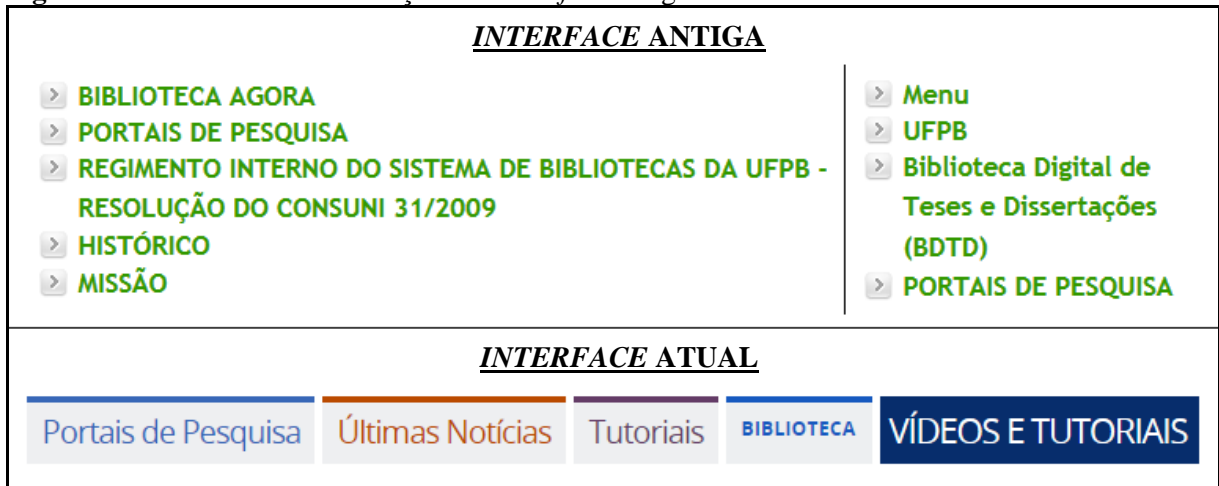 INTERFACE ANTIGA
BIBLIOTECA AGORA
PORTAIS DE PESQUISA
REGIMENTO INTERNO DO SISTEMA DE BIBLIOTECAS DA UFPB -
RESOLUÇÃO DO CONSUNI 31/2009
HISTÓRICO
MISSÃO
Menu
UFPB
Biblioteca Digital de
Teses e Dissertações
(BDTD)
PORTAIS DE PESQUISA
INTERFACE ATUAL
Portais de Pesquisa
Últimas Notícias
Tutoriais
BIBLIOTECA
VÍDEOS E TUTORIAIS